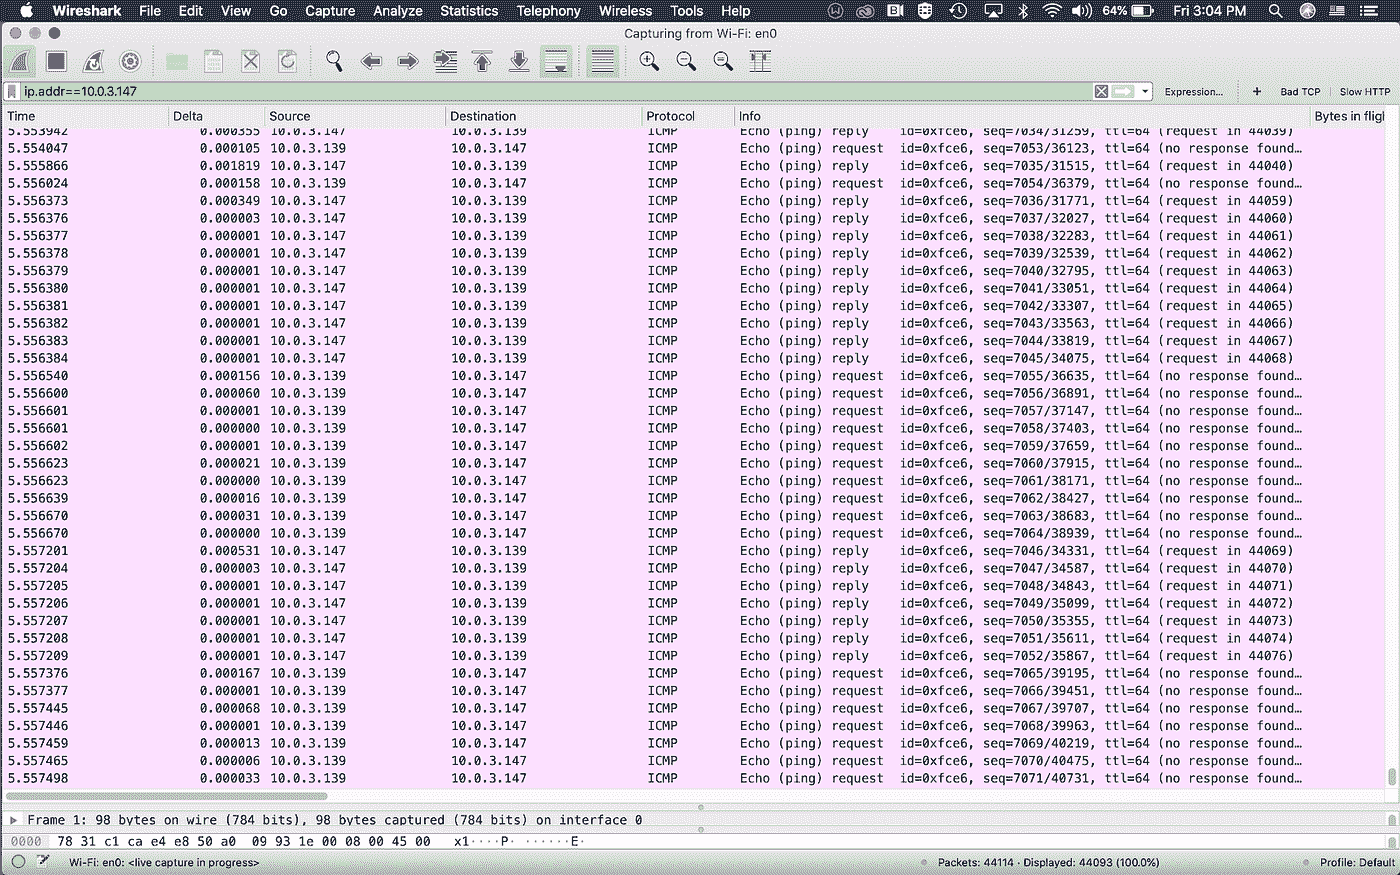 Wireshark File Edit View Go Capture Analyze Statistics Telephony Wireless Tools Help 64% Fri 3:04 PM
Capturing from Wi-Fi: en0
ip.addr==10.0.3.147 Expression... + Bad TCP Slow HTTP
Time Delta Source Destination Protocol Info Bytes in fligl
5.553942 0.000355 10.0.3.147 10.0.3.139 ICMP Echo (ping) reply id=0xfce6, seq=7034/31259, ttl=64 (request in 44039)
5.554047 0.000105 10.0.3.139 10.0.3.147 ICMP Echo (ping) request id=0xfce6, seq=7053/36123, ttl=64 (no response found…
5.555866 0.001819 10.0.3.147 10.0.3.139 ICMP Echo (ping) reply id=0xfce6, seq=7035/31515, ttl=64 (request in 44040)
5.556024 0.000158 10.0.3.139 10.0.3.147 ICMP Echo (ping) request id=0xfce6, seq=7054/36379, ttl=64 (no response found…
5.556373 0.000349 10.0.3.147 10.0.3.139 ICMP Echo (ping) reply id=0xfce6, seq=7036/31771, ttl=64 (request in 44059)
5.556376 0.000003 10.0.3.147 10.0.3.139 ICMP Echo (ping) reply id=0xfce6, seq=7037/32027, ttl=64 (request in 44060)
5.556377 0.000001 10.0.3.147 10.0.3.139 ICMP Echo (ping) reply id=0xfce6, seq=7038/32283, ttl=64 (request in 44061)
5.556378 0.000001 10.0.3.147 10.0.3.139 ICMP Echo (ping) reply id=0xfce6, seq=7039/32539, ttl=64 (request in 44062)
5.556379 0.000001 10.0.3.147 10.0.3.139 ICMP Echo (ping) reply id=0xfce6, seq=7040/32795, ttl=64 (request in 44063)
5.556380 0.000001 10.0.3.147 10.0.3.139 ICMP Echo (ping) reply id=0xfce6, seq=7041/33051, ttl=64 (request in 44064)
5.556381 0.000001 10.0.3.147 10.0.3.139 ICMP Echo (ping) reply id=0xfce6, seq=7042/33307, ttl=64 (request in 44065)
5.556382 0.000001 10.0.3.147 10.0.3.139 ICMP Echo (ping) reply id=0xfce6, seq=7043/33563, ttl=64 (request in 44066)
5.556383 0.000001 10.0.3.147 10.0.3.139 ICMP Echo (ping) reply id=0xfce6, seq=7044/33819, ttl=64 (request in 44067)
5.556384 0.000001 10.0.3.147 10.0.3.139 ICMP Echo (ping) reply id=0xfce6, seq=7045/34075, ttl=64 (request in 44068)
5.556540 0.000156 10.0.3.139 10.0.3.147 ICMP Echo (ping) request id=0xfce6, seq=7055/36635, ttl=64 (no response found…
5.556600 0.000060 10.0.3.139 10.0.3.147 ICMP Echo (ping) request id=0xfce6, seq=7056/36891, ttl=64 (no response found…
5.556601 0.000001 10.0.3.139 10.0.3.147 ICMP Echo (ping) request id=0xfce6, seq=7057/37147, ttl=64 (no response found…
5.556601 0.000000 10.0.3.139 10.0.3.147 ICMP Echo (ping) request id=0xfce6, seq=7058/37403, ttl=64 (no response found…
5.556602 0.000001 10.0.3.139 10.0.3.147 ICMP Echo (ping) request id=0xfce6, seq=7059/37659, ttl=64 (no response found…
5.556623 0.000021 10.0.3.139 10.0.3.147 ICMP Echo (ping) request id=0xfce6, seq=7060/37915, ttl=64 (no response found…
5.556623 0.000000 10.0.3.139 10.0.3.147 ICMP Echo (ping) request id=0xfce6, seq=7061/38171, ttl=64 (no response found…
5.556639 0.000016 10.0.3.139 10.0.3.147 ICMP Echo (ping) request id=0xfce6, seq=7062/38427, ttl=64 (no response found…
5.556670 0.000031 10.0.3.139 10.0.3.147 ICMP Echo (ping) request id=0xfce6, seq=7063/38683, ttl=64 (no response found…
5.556670 0.000000 10.0.3.139 10.0.3.147 ICMP Echo (ping) request id=0xfce6, seq=7064/38939, ttl=64 (no response found…
5.557201 0.000531 10.0.3.147 10.0.3.139 ICMP Echo (ping) reply id=0xfce6, seq=7046/34331, ttl=64 (request in 44069)
5.557204 0.000003 10.0.3.147 10.0.3.139 ICMP Echo (ping) reply id=0xfce6, seq=7047/34587, ttl=64 (request in 44070)
5.557205 0.000001 10.0.3.147 10.0.3.139 ICMP Echo (ping) reply id=0xfce6, seq=7048/34843, ttl=64 (request in 44071)
5.557206 0.000001 10.0.3.147 10.0.3.139 ICMP Echo (ping) reply id=0xfce6, seq=7049/35099, ttl=64 (request in 44072)
5.557207 0.000001 10.0.3.147 10.0.3.139 ICMP Echo (ping) reply id=0xfce6, seq=7050/35355, ttl=64 (request in 44073)
5.557208 0.000001 10.0.3.147 10.0.3.139 ICMP Echo (ping) reply id=0xfce6, seq=7051/35611, ttl=64 (request in 44074)
5.557209 0.000001 10.0.3.147 10.0.3.139 ICMP Echo (ping) reply id=0xfce6, seq=7052/35867, ttl=64 (request in 44076)
5.557376 0.000167 10.0.3.139 10.0.3.147 ICMP Echo (ping) request id=0xfce6, seq=7065/39195, ttl=64 (no response found…
5.557377 0.000001 10.0.3.139 10.0.3.147 ICMP Echo (ping) request id=0xfce6, seq=7066/39451, ttl=64 (no response found…
5.557445 0.000068 10.0.3.139 10.0.3.147 ICMP Echo (ping) request id=0xfce6, seq=7067/39707, ttl=64 (no response found…
5.557446 0.000001 10.0.3.139 10.0.3.147 ICMP Echo (ping) request id=0xfce6, seq=7068/39963, ttl=64 (no response found…
5.557459 0.000013 10.0.3.139 10.0.3.147 ICMP Echo (ping) request id=0xfce6, seq=7069/40219, ttl=64 (no response found…
5.557465 0.000006 10.0.3.139 10.0.3.147 ICMP Echo (ping) request id=0xfce6, seq=7070/40475, ttl=64 (no response found…
5.557498 0.000033 10.0.3.139 10.0.3.147 ICMP Echo (ping) request id=0xfce6, seq=7071/40731, ttl=64 (no response found…
Frame 1: 98 bytes on wire (784 bits), 98 bytes captured (784 bits) on interface 0
0000 78 31 c1 ca e4 e8 50 a0 09 93 1e 00 08 00 45 00 x1····P· ······E·
Wi-Fi: en0: <live capture in progress> Packets: 44114 · Displayed: 44093 (100.0%) Profile: Default